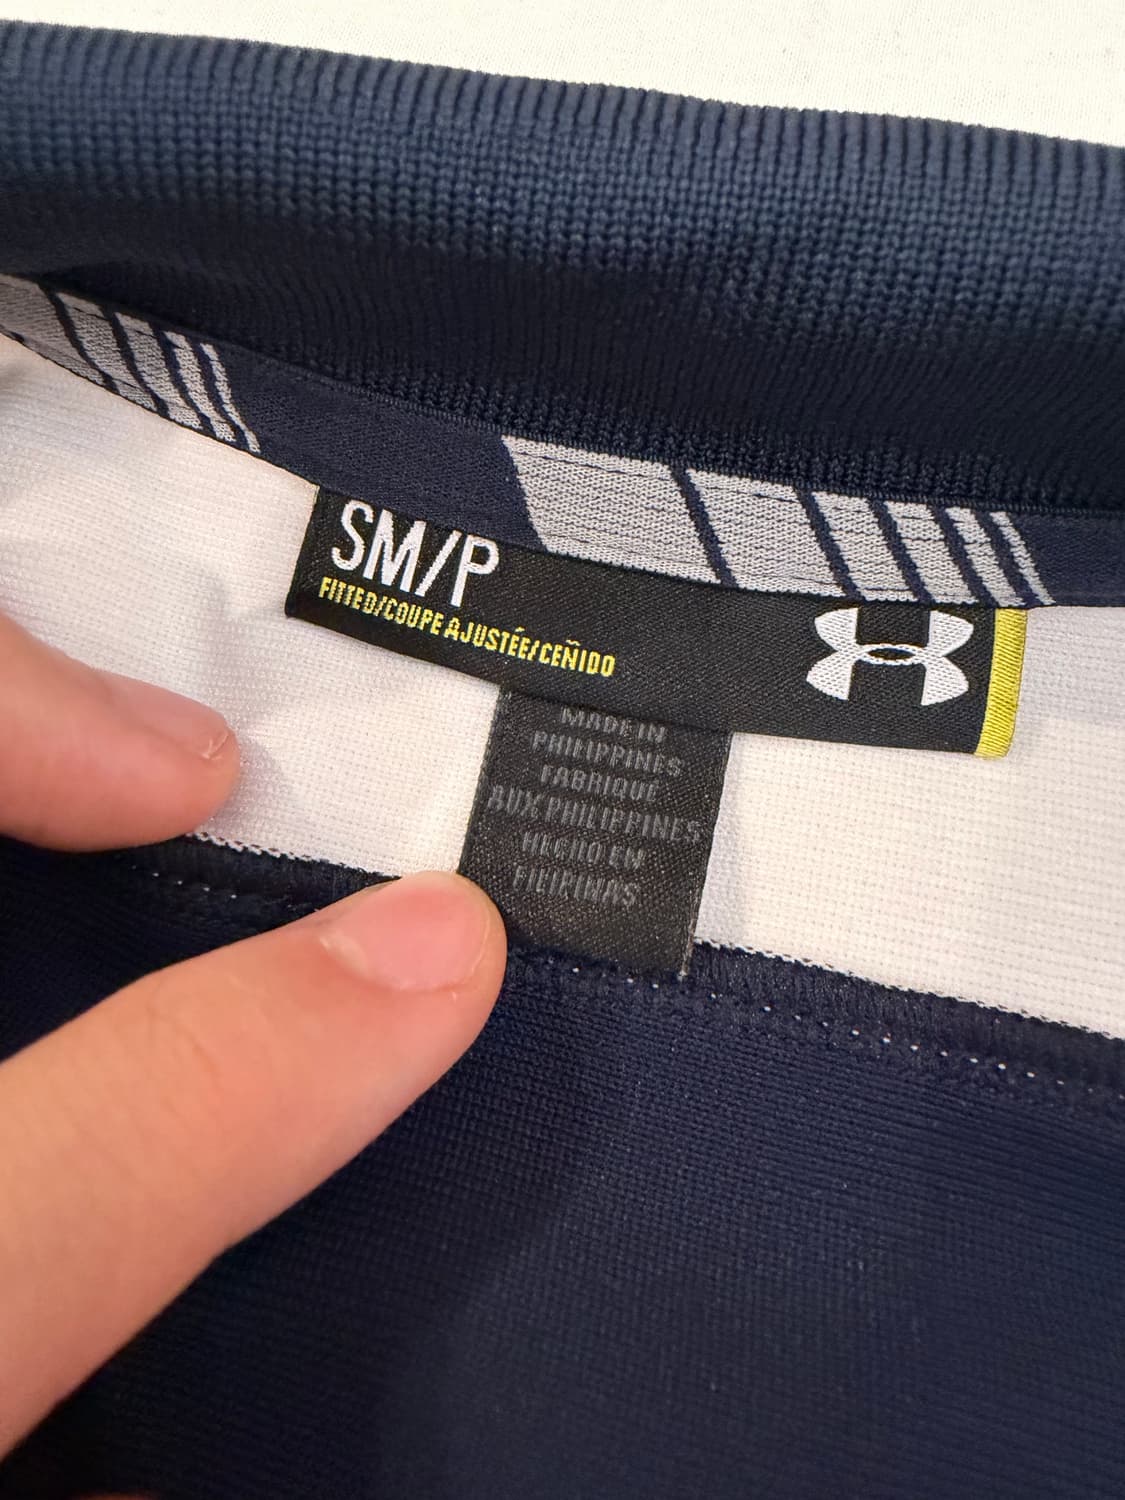 SM/P
FITTED/COUPE AJUSTÉE/CEÑIDO
MADE IN
PHILIPPINES
FABRIQUÉ
AUX PHILIPPINES
HECHO EN
FILIPINAS